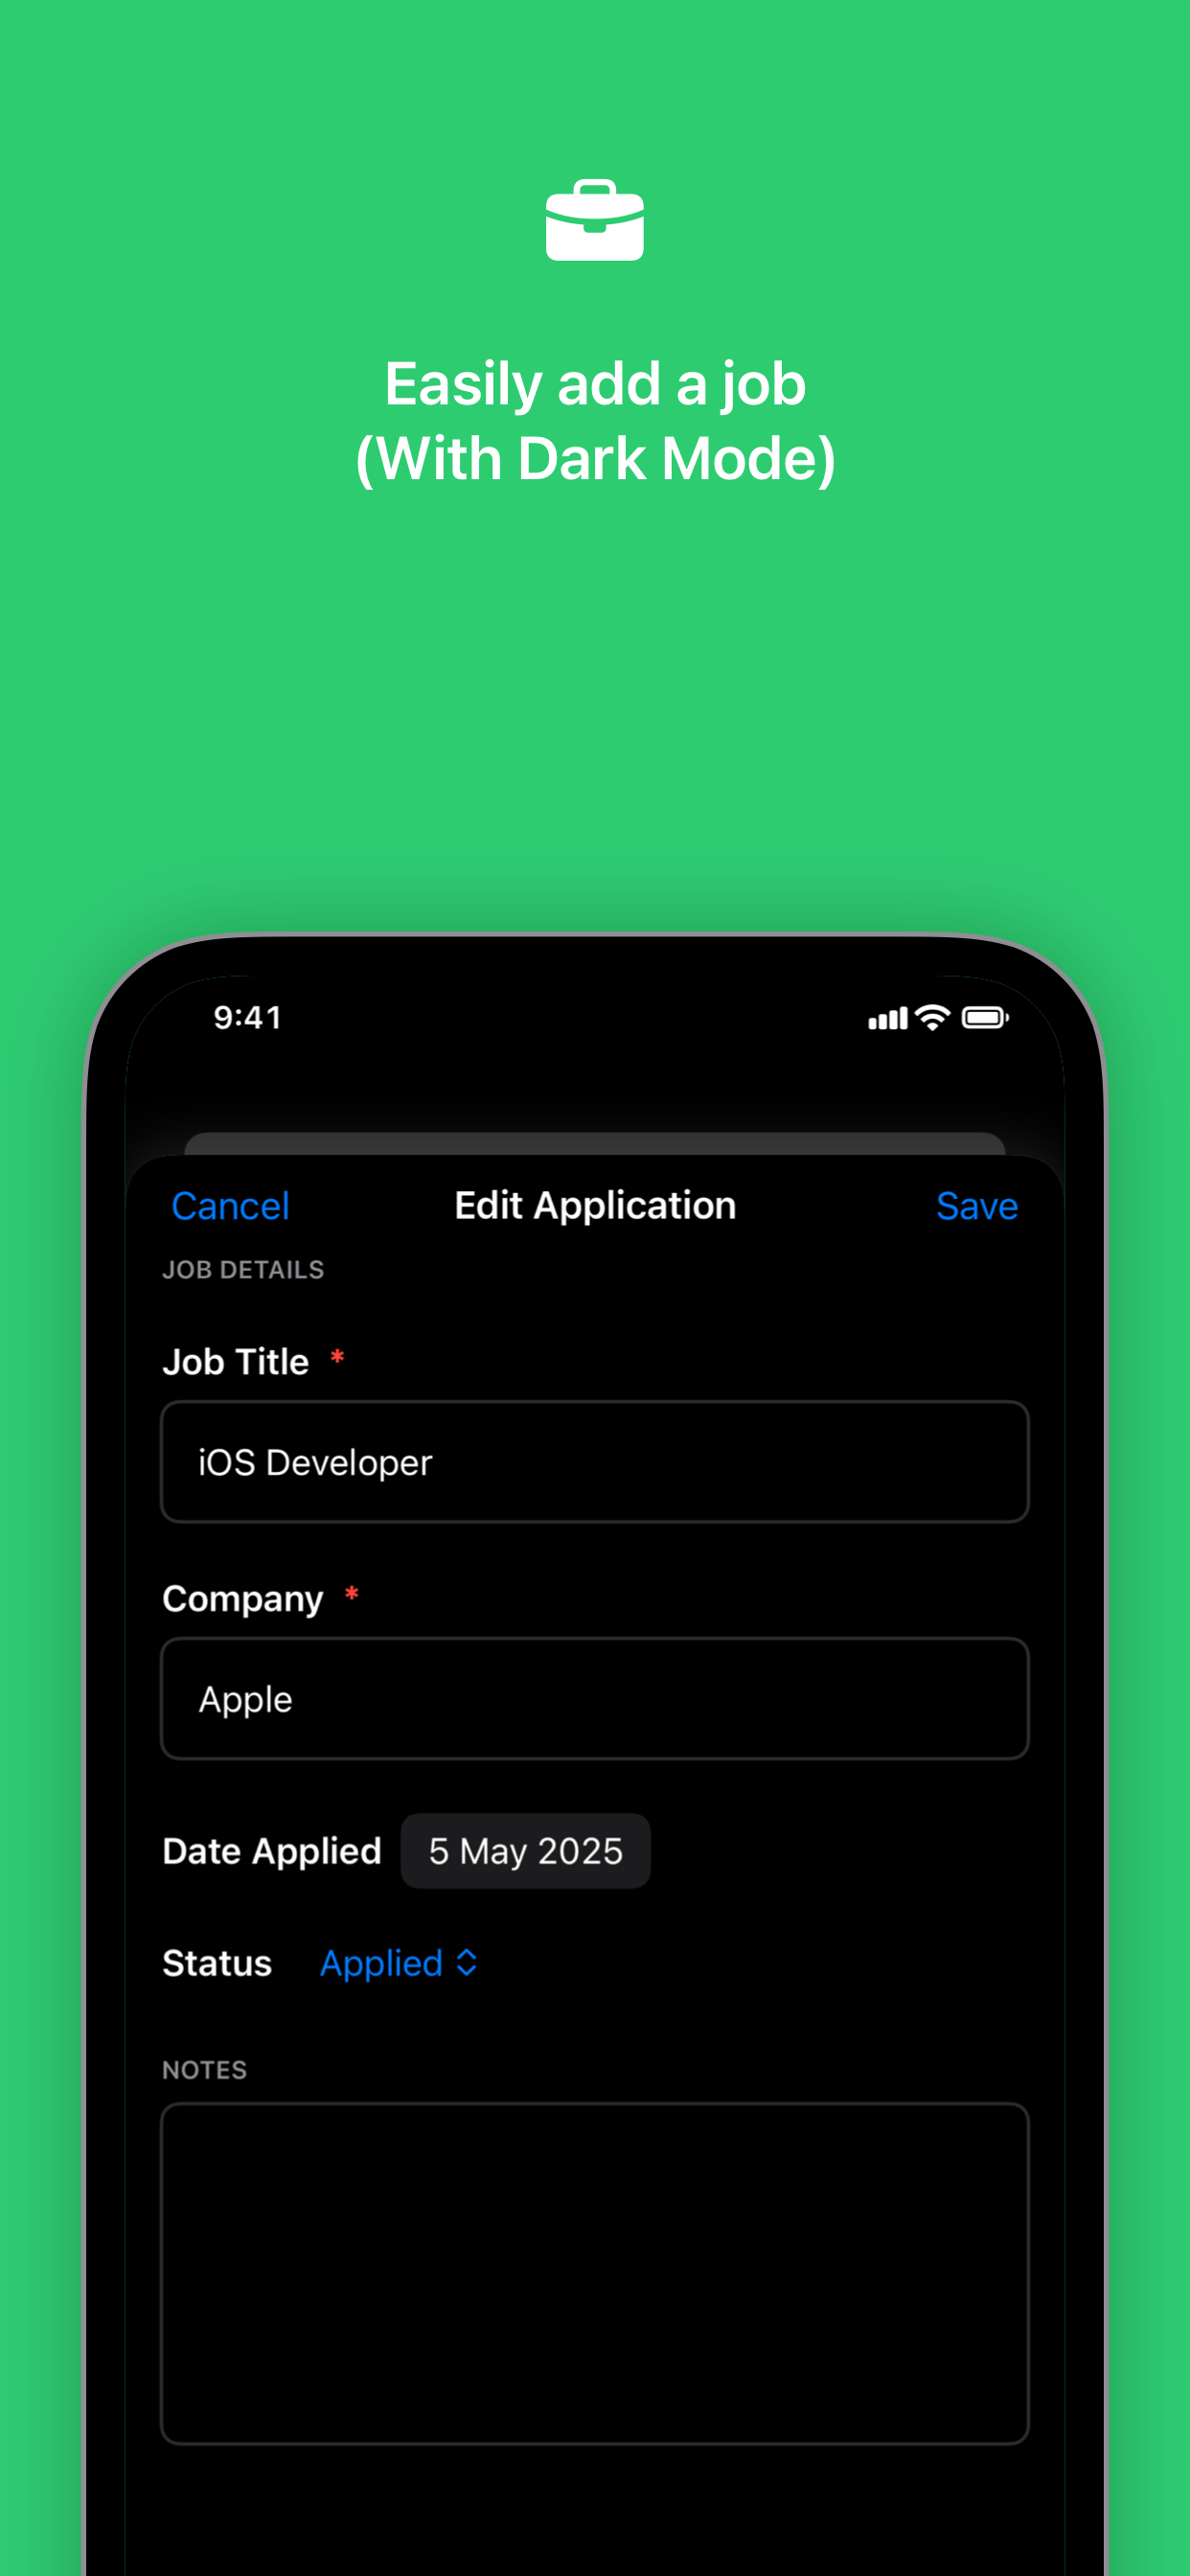 Easily add a job
(With Dark Mode)
9:41
Cancel Edit Application Save
JOB DETAILS
Job Title *
iOS Developer
Company *
Apple
Date Applied 5 May 2025
Status Applied
NOTES